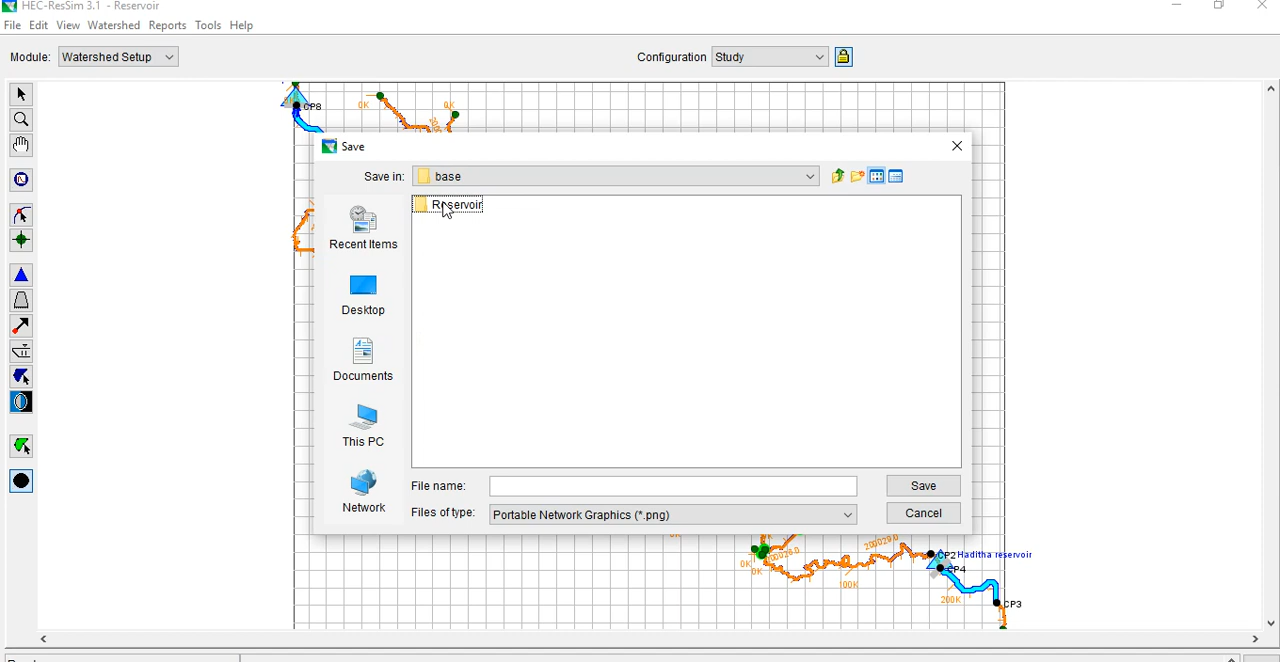 HEC-ResSim 3.1 - Reservoir
File Edit View Watershed Reports Tools Help
Module: Watershed Setup Configuration Study
CP8
0K 0K
Save
Save in: base
Reservoir
Recent Items
Desktop
Documents
This PC
Network
File name: Save
Files of type: Portable Network Graphics (*.png) Cancel
0K
0K
200029.0
100K
CP2 Haditha reservoir
CP4
200K
CP3